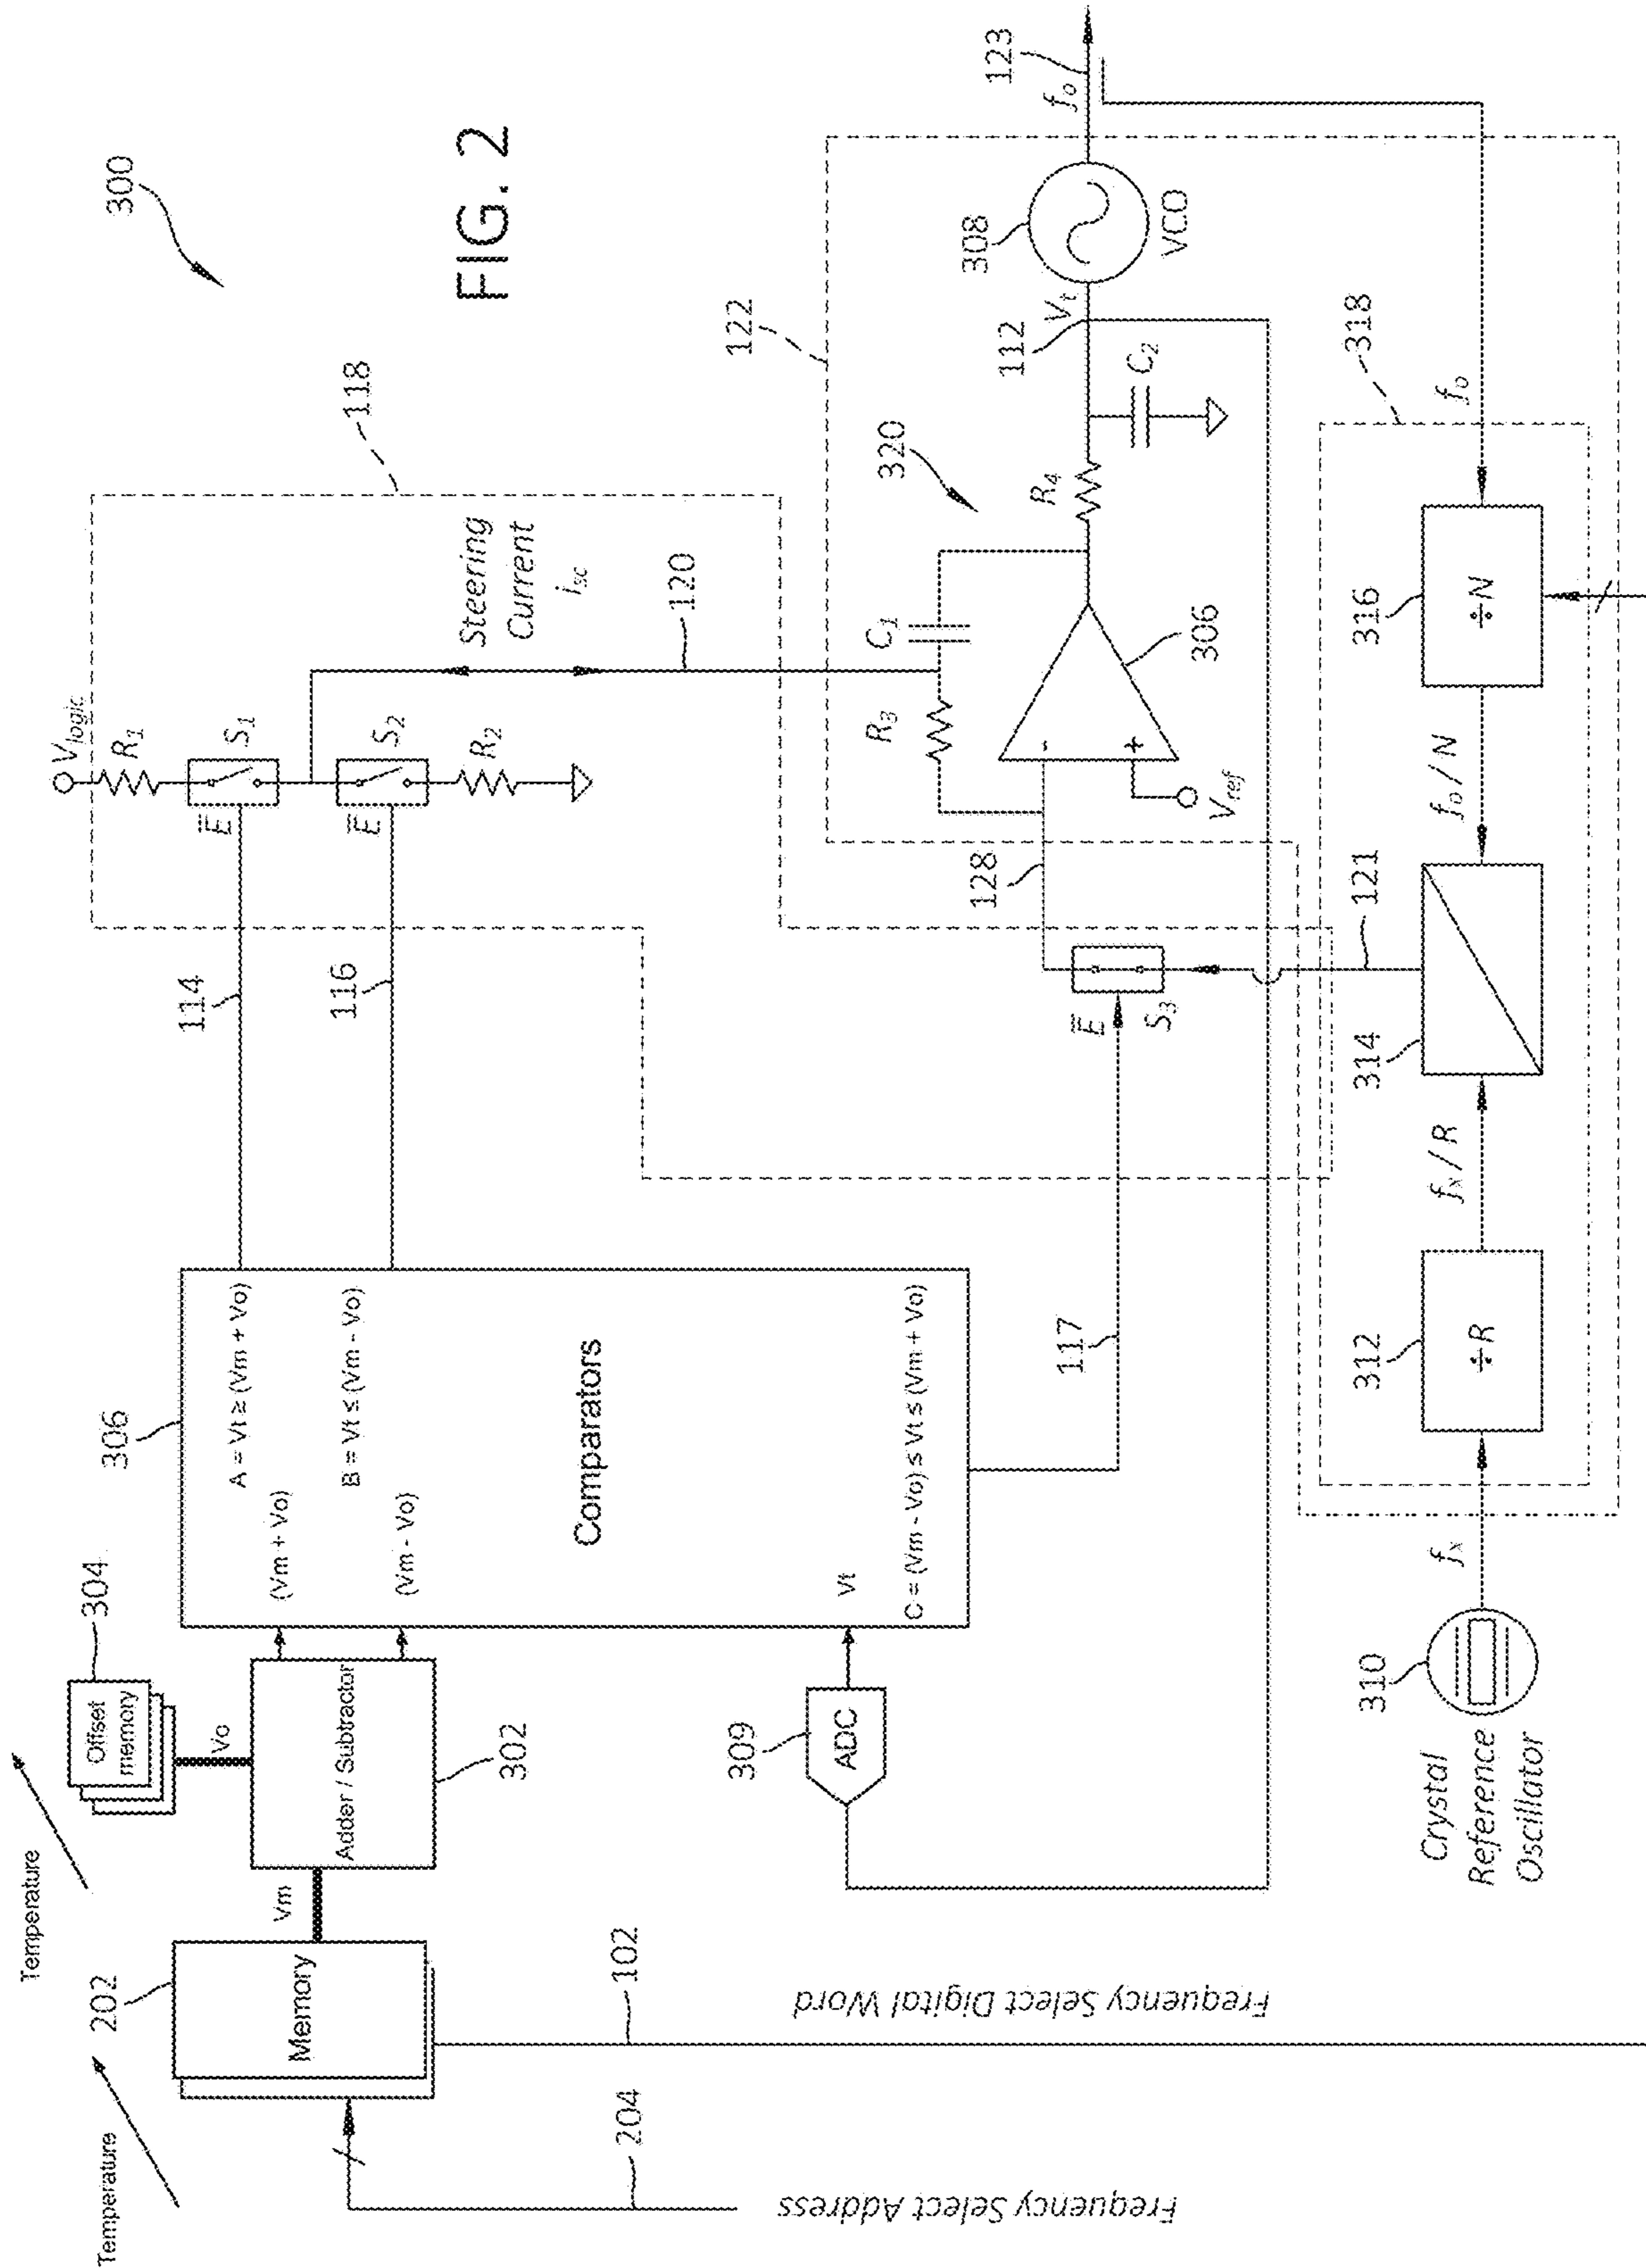 FIG. 2
300
Temperature
Temperature
202
Memory
Vm
204
Frequency Select Address
102
Frequency Select Digital Word
304
Offset
memory
Vo
Adder / Subtractor
302
309
ADC
306
(Vm + Vo)
A = Vt ≥ (Vm + Vo)
(Vm - Vo)
B = Vt ≤ (Vm - Vo)
Comparators
Vt
C = (Vm - Vo) ≤ Vt ≤ (Vm + Vo)
114
116
117
118
Vlogic
R1
S1
E̅
S2
E̅
R2
Steering
Current
isc
120
122
128
E̅
S3
R3
C1
320
-
+
306
Vref
R4
C2
112
Vt
308
VCO
fo
123
310
Crystal
Reference
Oscillator
fx
312
÷R
fx / R
314
121
fo / N
316
÷N
fo
318